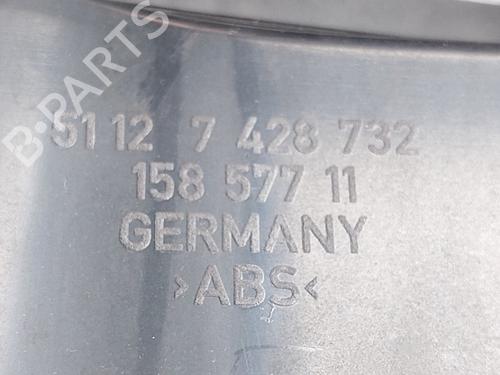 B-PARTS
51 12 7 428 732
158 577 11
GERMANY
>ABS<